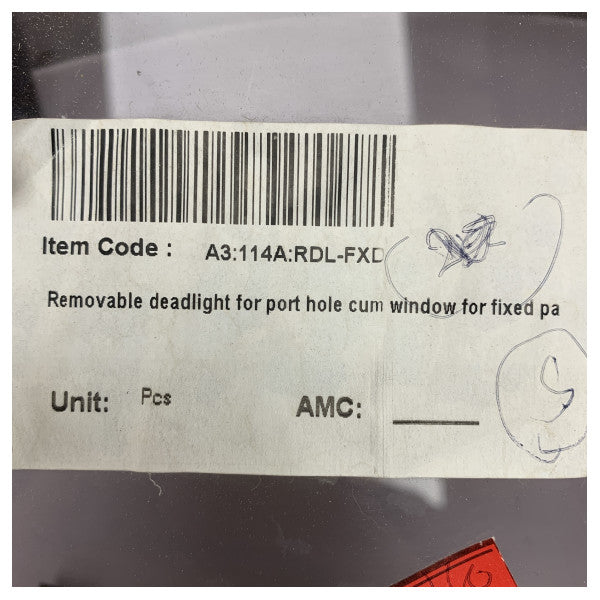 Item Code : A3:114A:RDL-FXD
Removable deadlight for port hole cum window for fixed pa
Unit: Pcs AMC: